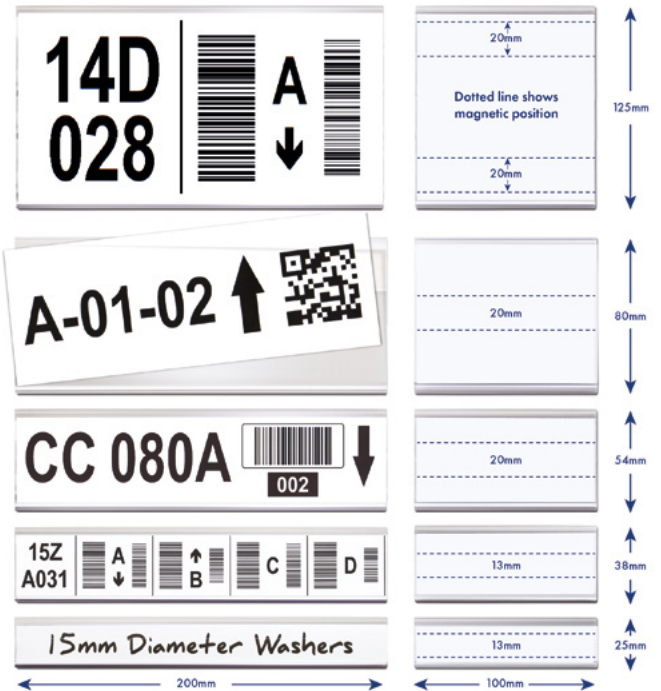 14D
028
A
20mm
Dotted line shows
magnetic position
20mm
125mm
A-01-02
20mm
80mm
CC 080A
002
20mm
54mm
15Z
A031
A
B
C
D
13mm
38mm
15mm Diameter Washers
13mm
25mm
200mm
100mm